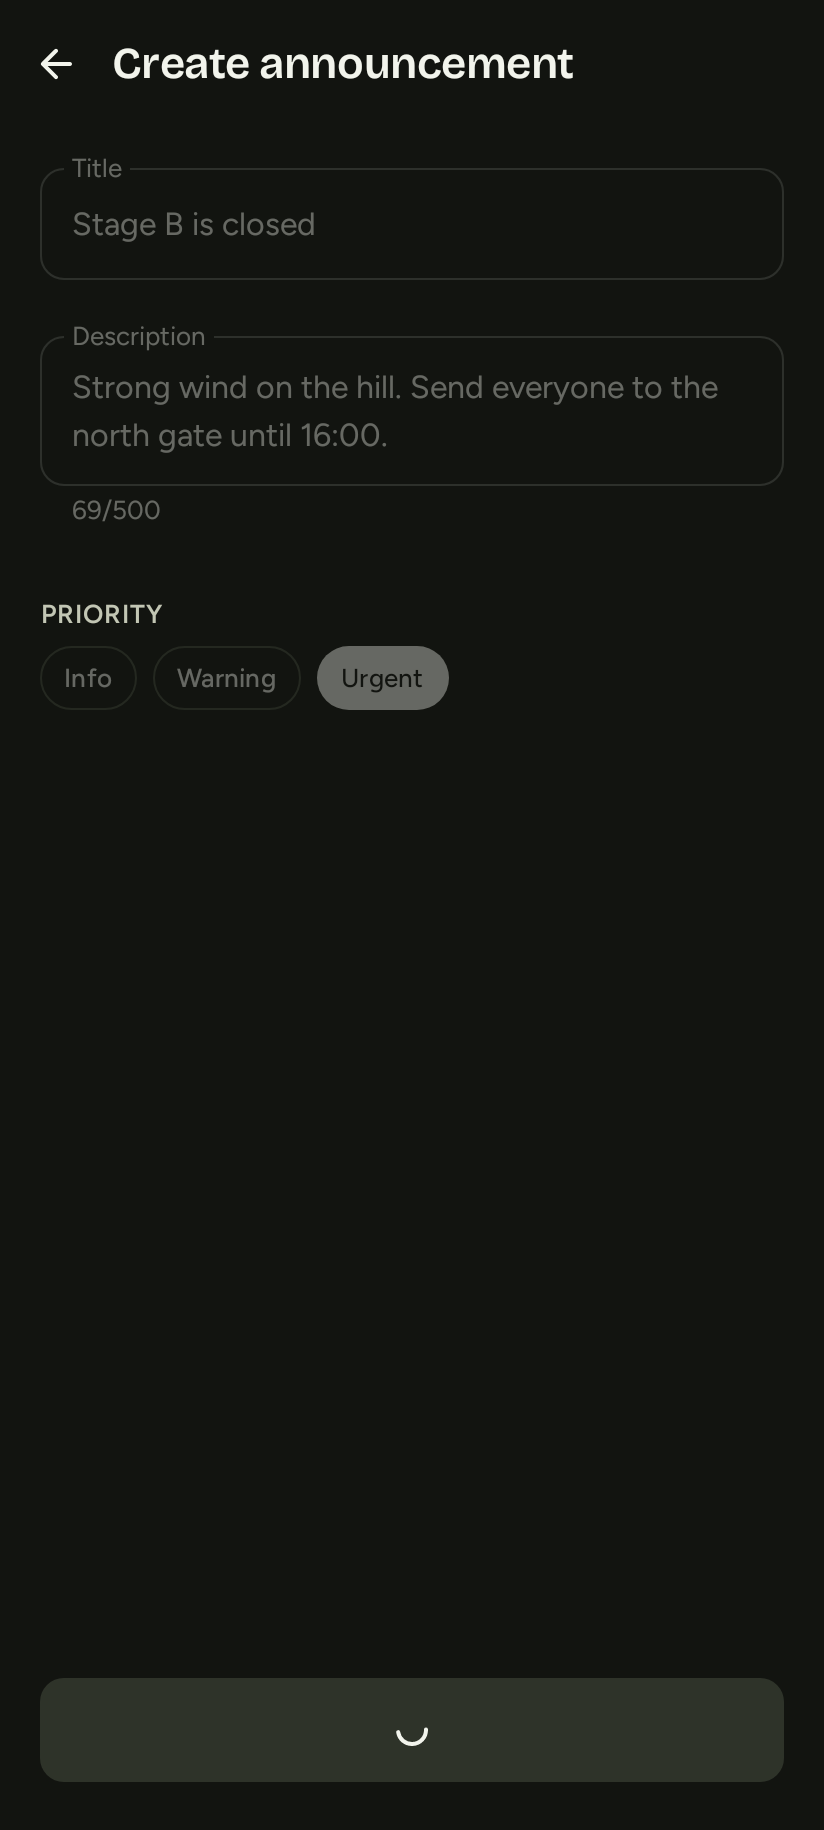 Create announcement
Title
Stage B is closed
Description
Strong wind on the hill. Send everyone to the
north gate until 16:00.
69/500
PRIORITY
Info
Warning
Urgent